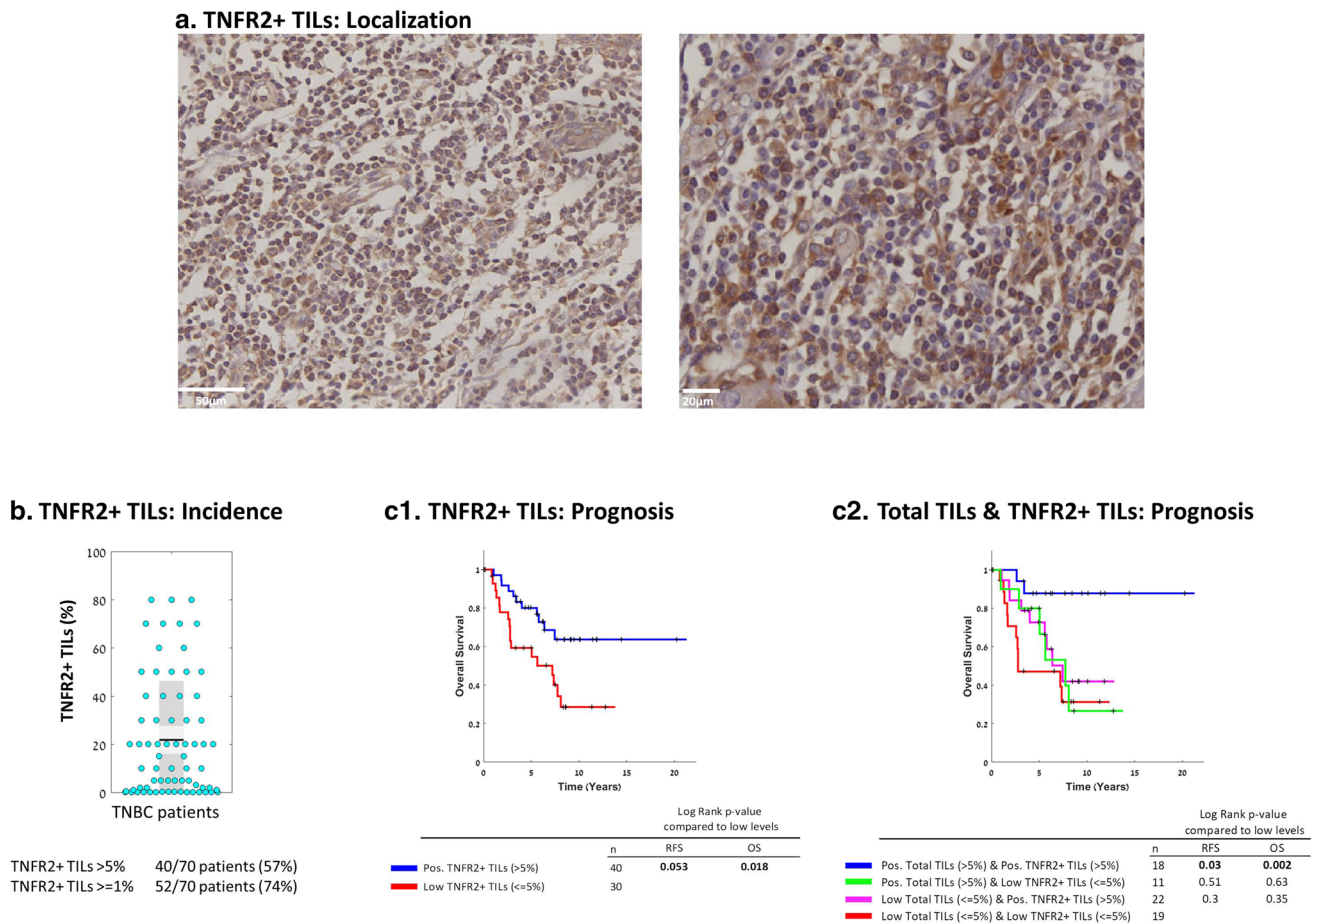 a. TNFR2+ TILs: Localization
50µm
20µm
b. TNFR2+ TILs: Incidence
TNFR2+ TILs (%)
100
80
60
40
20
0
TNBC patients
TNFR2+ TILs >5% 40/70 patients (57%)
TNFR2+ TILs >=1% 52/70 patients (74%)
c1. TNFR2+ TILs: Prognosis
Overall Survival
1
0.8
0.6
0.4
0.2
0
0 5 10 15 20
Time (Years)
Log Rank p-value
compared to low levels
n RFS OS
Pos. TNFR2+ TILs (>5%) 40 0.053 0.018
Low TNFR2+ TILs (<=5%) 30
c2. Total TILs & TNFR2+ TILs: Prognosis
Overall Survival
1
0.8
0.6
0.4
0.2
0
0 5 10 15 20
Time (Years)
Log Rank p-value
compared to low levels
n RFS OS
Pos. Total TILs (>5%) & Pos. TNFR2+ TILs (>5%) 18 0.03 0.002
Pos. Total TILs (>5%) & Low TNFR2+ TILs (<=5%) 11 0.51 0.63
Low Total TILs (<=5%) & Pos. TNFR2+ TILs (>5%) 22 0.3 0.35
Low Total TILs (<=5%) & Low TNFR2+ TILs (<=5%) 19